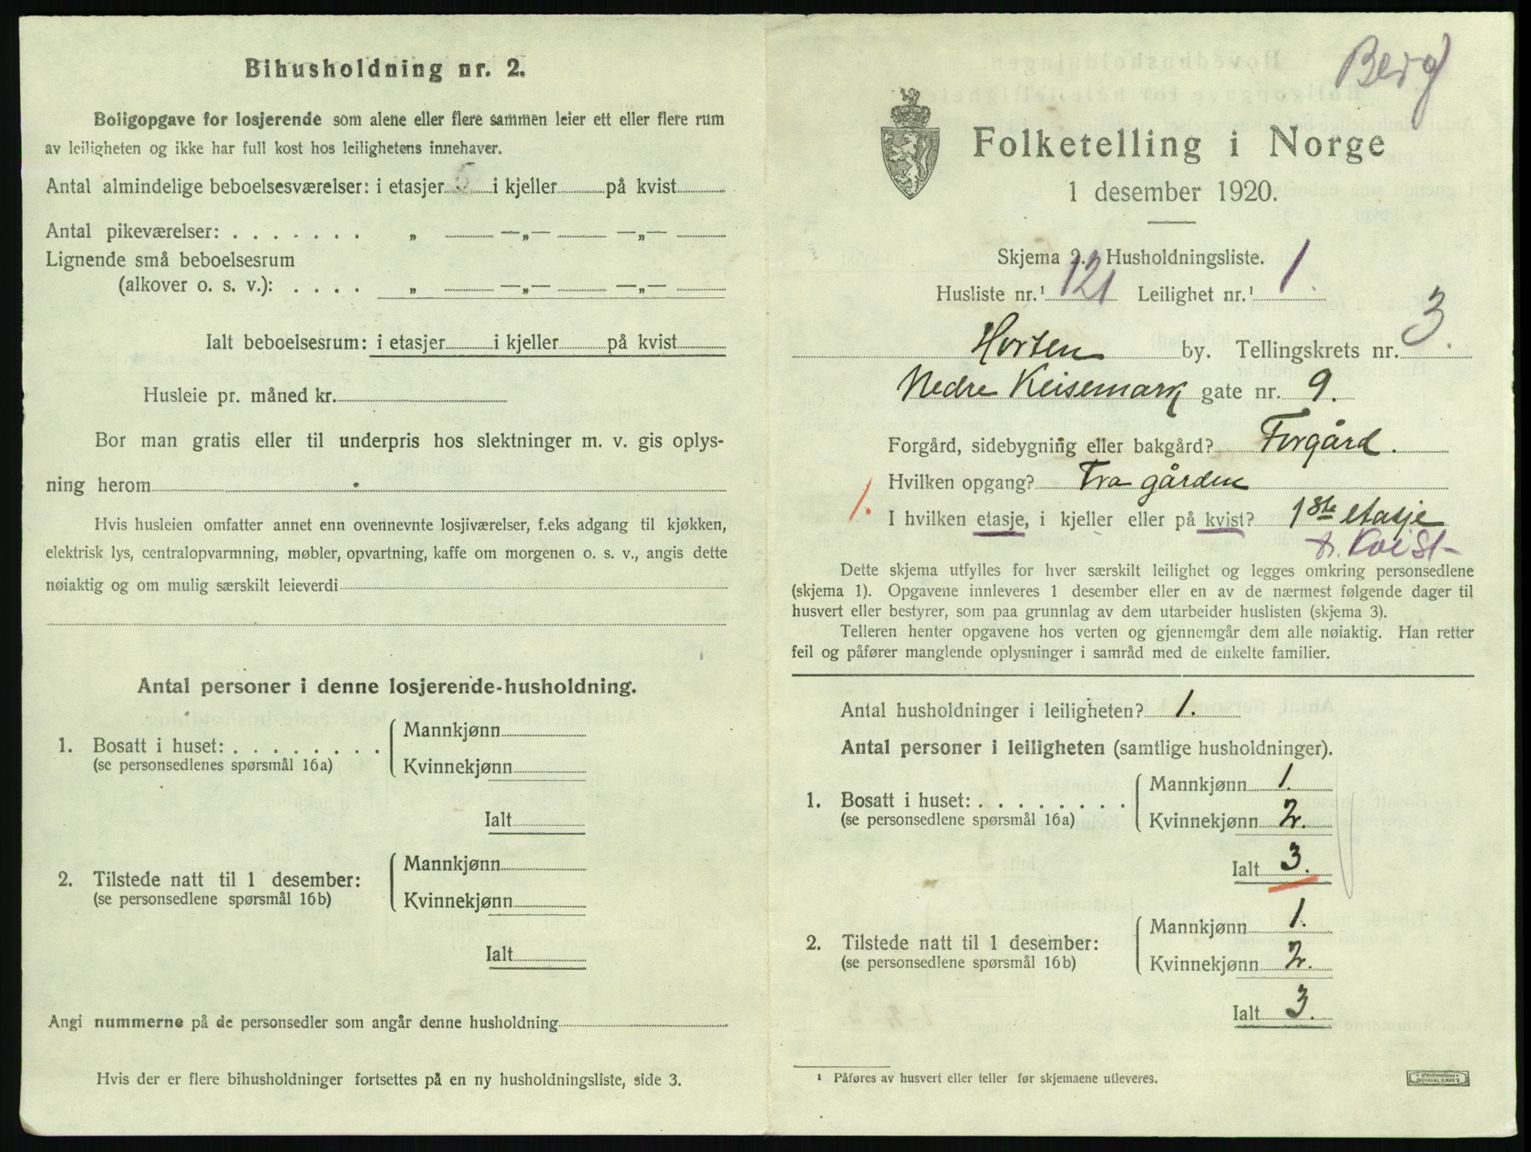 Bihusholdning nr. 2.
Boligopgave for losjerende som alene eller flere sammen leier ett eller flere rum
av leiligheten og ikke har full kost hos leilighetens innehaver.
Antal almindelige beboelsesværelser: i etasjer 5 i kjeller på kvist
Antal pikeværelser: . . . . . . . „ —„— —„—
Lignende små beboelsesrum
(alkover o. s. v.): . . . . „ —„— —„—
Ialt beboelsesrum: i etasjer i kjeller på kvist
Husleie pr. måned kr.
Bor man gratis eller til underpris hos slektninger m. v. gis oplys-
ning herom
Hvis husleien omfatter annet enn ovennevnte losjiværelser, f.eks adgang til kjøkken,
elektrisk lys, centralopvarmning, møbler, opvartning, kaffe om morgenen o. s. v., angis dette
nøiaktig og om mulig særskilt leieverdi
Antal personer i denne losjerende-husholdning.
1. Bosatt i huset: . . . . . . . .
(se personsedlenes spørsmål 16a)
Mannkjønn
Kvinnekjønn
Ialt
2. Tilstede natt til 1 desember:
(se personsedlene spørsmål 16b)
Mannkjønn
Kvinnekjønn
Ialt
Angi nummerne på de personsedler som angår denne husholdning
Hvis der er flere bihusholdninger fortsettes på en ny husholdningsliste, side 3.
Berg
Folketelling i Norge
1 desember 1920.
Skjema 2. Husholdningsliste.
Husliste nr.¹ 121 Leilighet nr.¹ 1.
Horten by. Tellingskrets nr. 3.
Nedre Keisemark gate nr. 9.
Forgård, sidebygning eller bakgård? Forgård.
Hvilken opgang? Fra gården
1. I hvilken etasje, i kjeller eller på kvist? 1ste etasje
Kvist
Dette skjema utfylles for hver særskilt leilighet og legges omkring personsedlene
(skjema 1). Opgavene innleveres 1 desember eller en av de nærmest følgende dager til
husvert eller bestyrer, som paa grunnlag av dem utarbeider huslisten (skjema 3).
Telleren henter opgavene hos verten og gjennemgår dem alle nøiaktig. Han retter
feil og påfører manglende oplysninger i samråd med de enkelte familier.
Antal husholdninger i leiligheten? 1.
Antal personer i leiligheten (samtlige husholdninger).
1. Bosatt i huset: . . . . . . . .
(se personsedlene spørsmål 16a)
Mannkjønn 1.
Kvinnekjønn 2.
Ialt 3.
2. Tilstede natt til 1 desember:
(se personsedlene spørsmål 16b)
Mannkjønn 1.
Kvinnekjønn 2.
Ialt 3.
¹ Påføres av husvert eller teller før skjemaene utleveres.